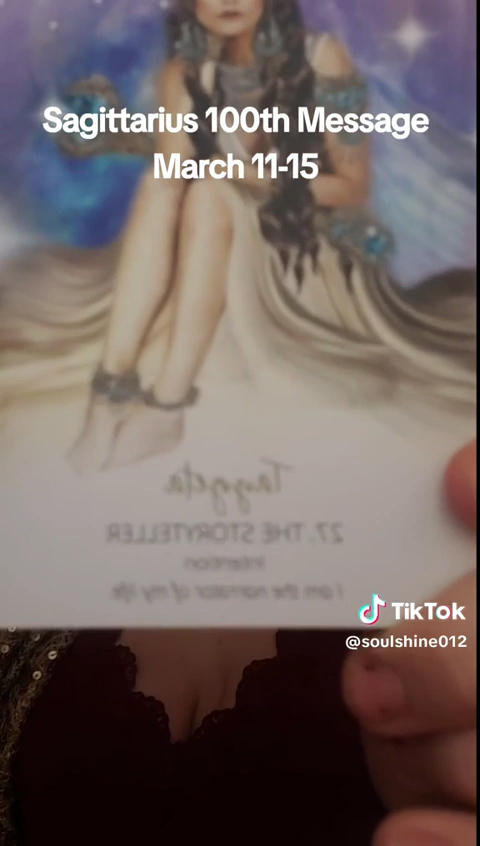 Sagittarius 100th Message
March 11-15
Taygeta
27. THE STORYTELLER
Intention
I am the narrator of my life.
TikTok
@soulshine012